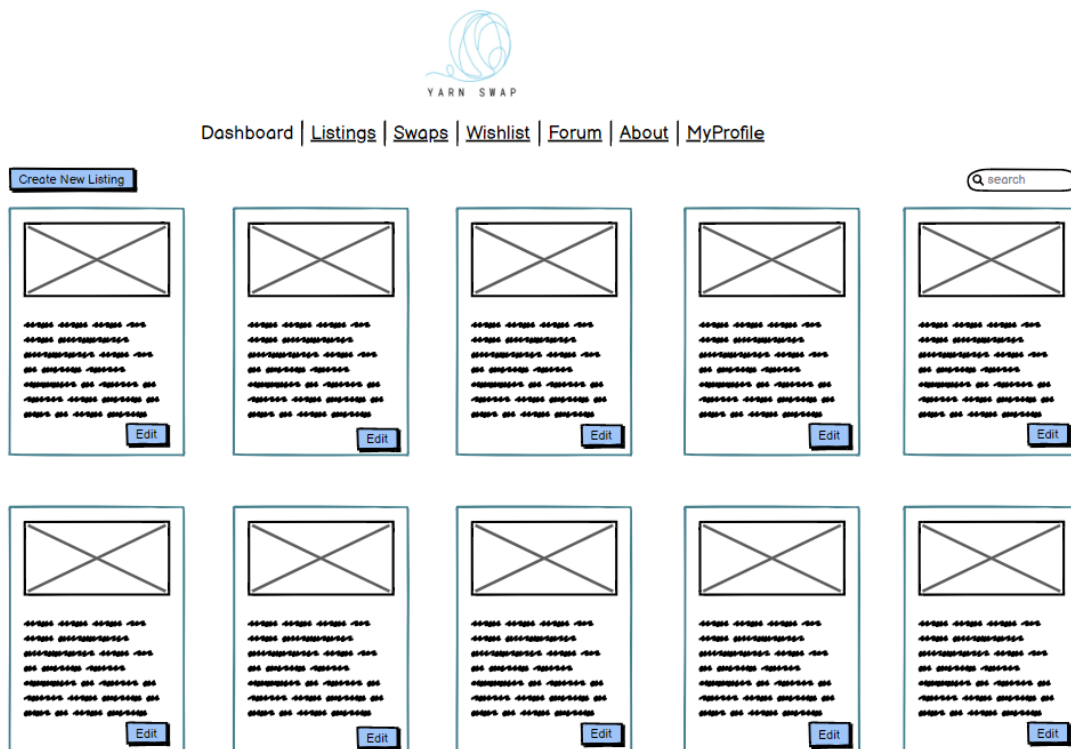 YARN SWAP
Dashboard | Listings | Swaps | Wishlist | Forum | About | MyProfile
Create New Listing
search
Edit Edit Edit Edit Edit
Edit Edit Edit Edit Edit